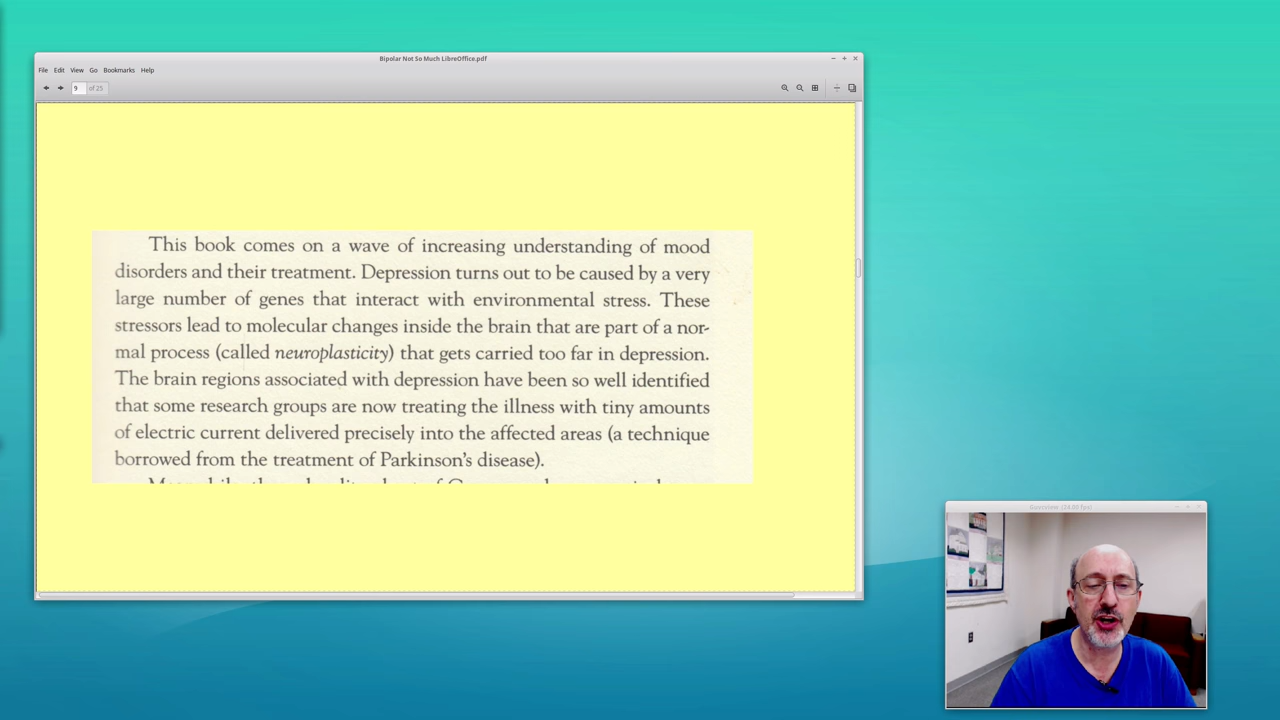 Bipolar Not So Much LibreOffice.pdf
File Edit View Go Bookmarks Help
9 of 25
This book comes on a wave of increasing understanding of mood
disorders and their treatment. Depression turns out to be caused by a very
large number of genes that interact with environmental stress. These
stressors lead to molecular changes inside the brain that are part of a nor-
mal process (called neuroplasticity) that gets carried too far in depression.
The brain regions associated with depression have been so well identified
that some research groups are now treating the illness with tiny amounts
of electric current delivered precisely into the affected areas (a technique
borrowed from the treatment of Parkinson's disease).